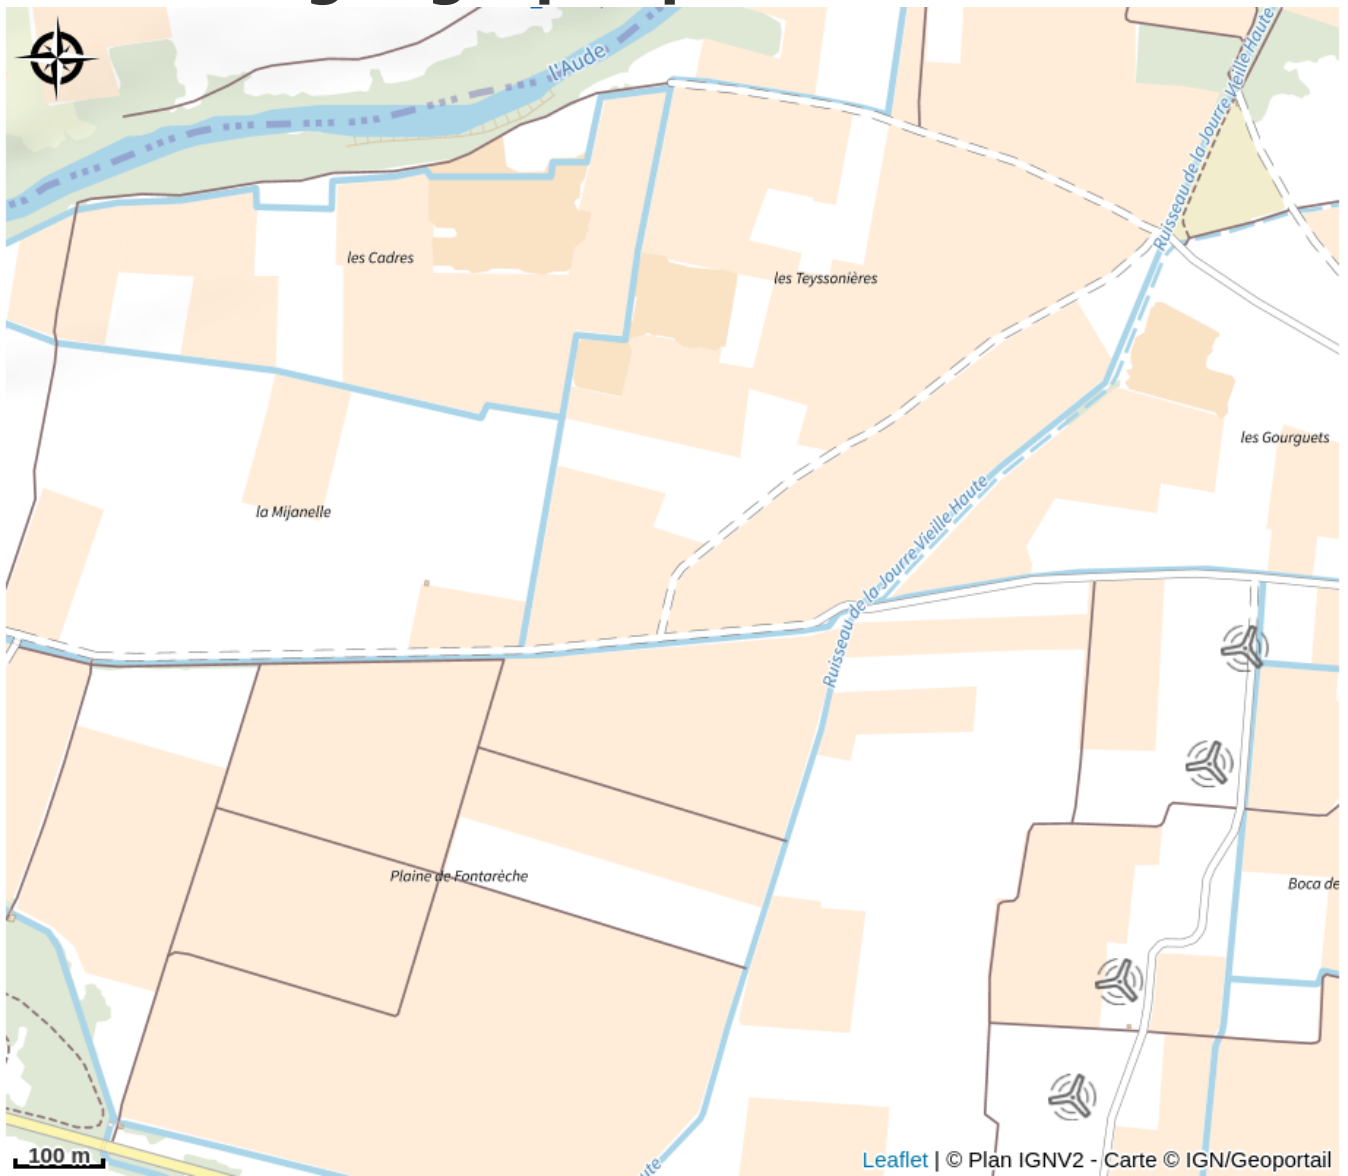 l'Aude
Ruisseau de la Jourre Vieille Haute
les Cadres
les Teyssonières
les Gourguets
la Mijanelle
Ruisseau de la Jourre Vieille Haute
Plaine de Fontarèche
Boca de
100 m
Leaflet | © Plan IGNV2 - Carte © IGN/Geoportail